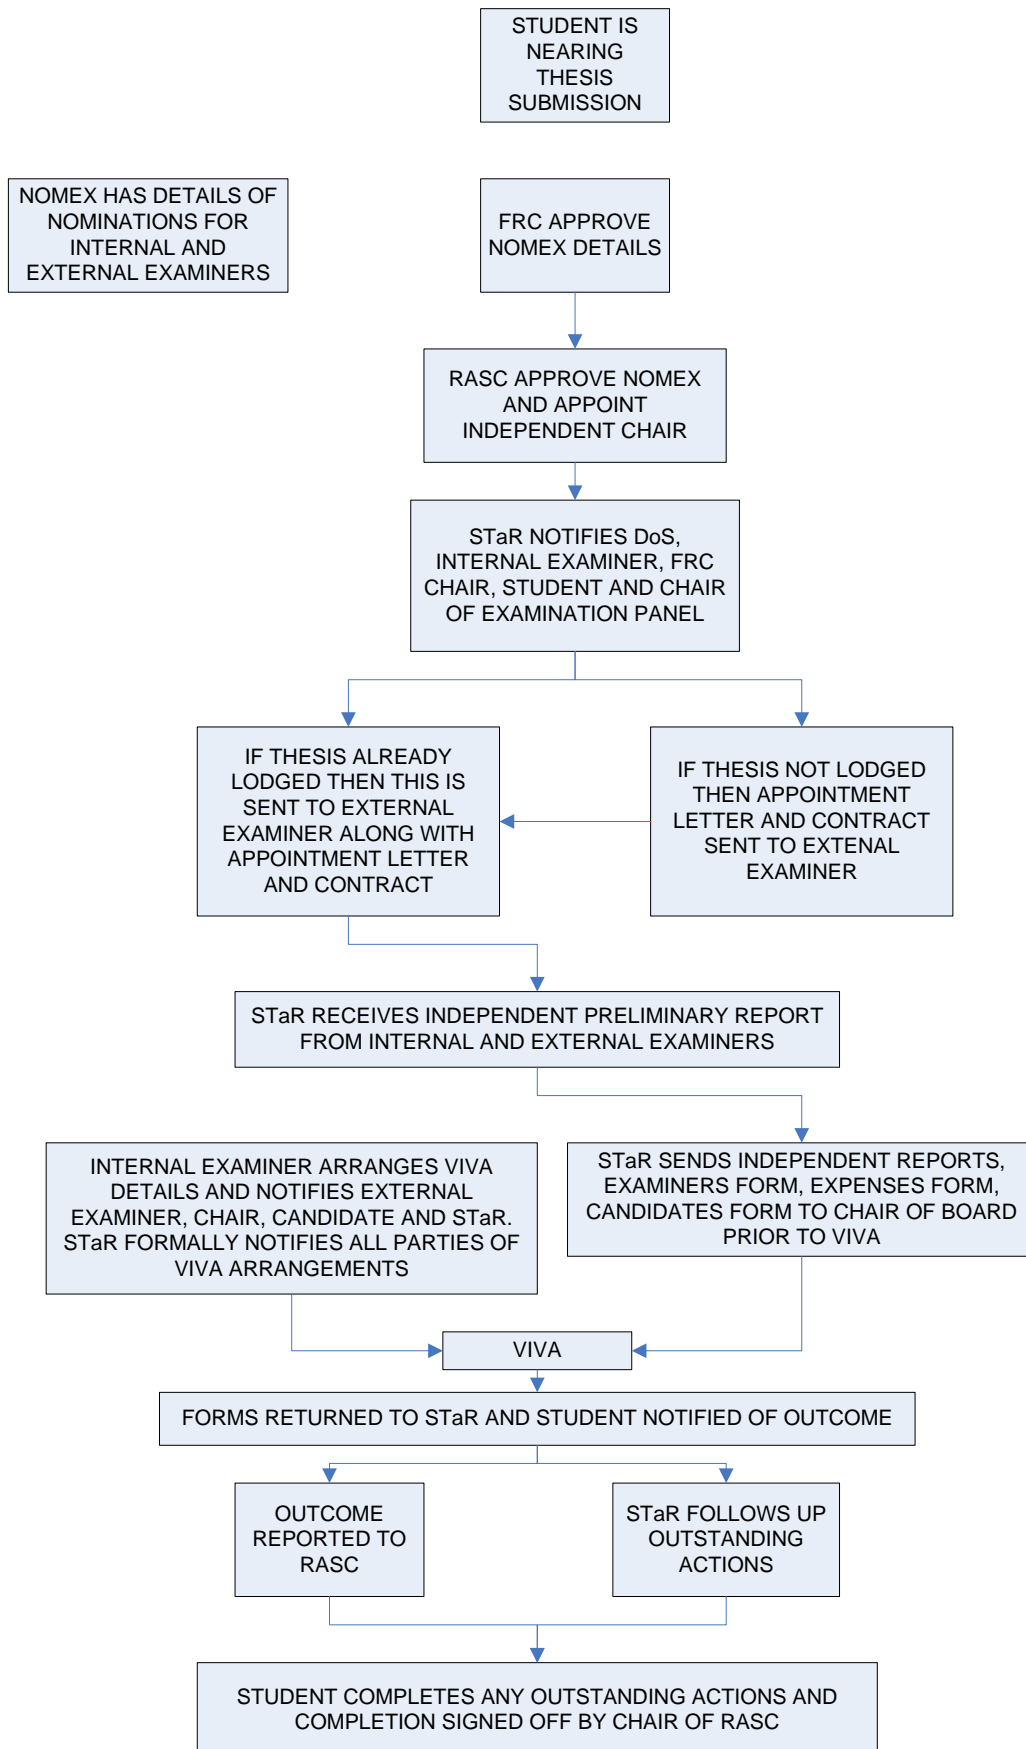 STUDENT IS
NEARING
THESIS
SUBMISSION
NOMEX HAS DETAILS OF
NOMINATIONS FOR
INTERNAL AND
EXTERNAL EXAMINERS
FRC APPROVE
NOMEX DETAILS
RASC APPROVE NOMEX
AND APPOINT
INDEPENDENT CHAIR
STaR NOTIFIES DoS,
INTERNAL EXAMINER, FRC
CHAIR, STUDENT AND CHAIR
OF EXAMINATION PANEL
IF THESIS ALREADY
LODGED THEN THIS IS
SENT TO EXTERNAL
EXAMINER ALONG WITH
APPOINTMENT LETTER
AND CONTRACT
IF THESIS NOT LODGED
THEN APPOINTMENT
LETTER AND CONTRACT
SENT TO EXTENAL
EXAMINER
STaR RECEIVES INDEPENDENT PRELIMINARY REPORT
FROM INTERNAL AND EXTERNAL EXAMINERS
INTERNAL EXAMINER ARRANGES VIVA
DETAILS AND NOTIFIES EXTERNAL
EXAMINER, CHAIR, CANDIDATE AND STaR.
STaR FORMALLY NOTIFIES ALL PARTIES OF
VIVA ARRANGEMENTS
STaR SENDS INDEPENDENT REPORTS,
EXAMINERS FORM, EXPENSES FORM,
CANDIDATES FORM TO CHAIR OF BOARD
PRIOR TO VIVA
VIVA
FORMS RETURNED TO STaR AND STUDENT NOTIFIED OF OUTCOME
OUTCOME
REPORTED TO
RASC
STaR FOLLOWS UP
OUTSTANDING
ACTIONS
STUDENT COMPLETES ANY OUTSTANDING ACTIONS AND
COMPLETION SIGNED OFF BY CHAIR OF RASC